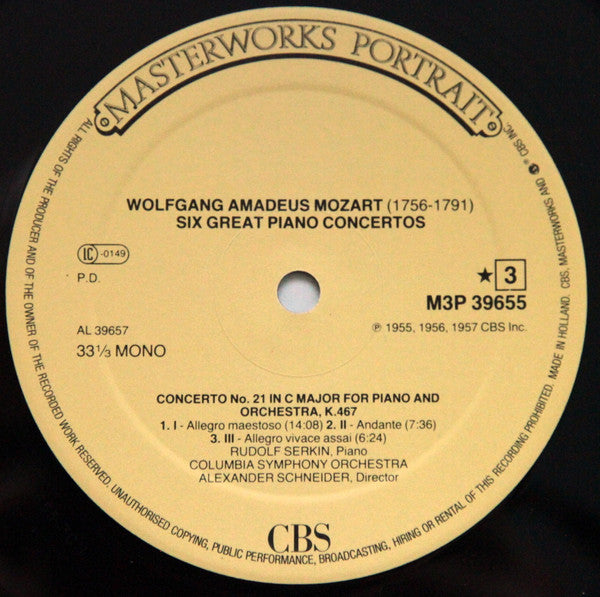 MASTERWORKS PORTRAIT
WOLFGANG AMADEUS MOZART (1756-1791)
SIX GREAT PIANO CONCERTOS
LC -0149
P.D.
★ 3
M3P 39655
AL 39657
℗ 1955, 1956, 1957 CBS Inc.
33⅓ MONO
CONCERTO No. 21 IN C MAJOR FOR PIANO AND
ORCHESTRA, K.467
1. I - Allegro maestoso (14:08) 2. II - Andante (7:36)
3. III - Allegro vivace assai (6:24)
RUDOLF SERKIN, Piano
COLUMBIA SYMPHONY ORCHESTRA
ALEXANDER SCHNEIDER, Director
CBS
ALL RIGHTS OF THE PRODUCER AND OF THE OWNER OF THE RECORDED WORK RESERVED. UNAUTHORISED COPYING, PUBLIC PERFORMANCE, BROADCASTING, HIRING OR RENTAL OF THIS RECORDING PROHIBITED. MADE IN HOLLAND. CBS, MASTERWORKS AND ® CBS INC.